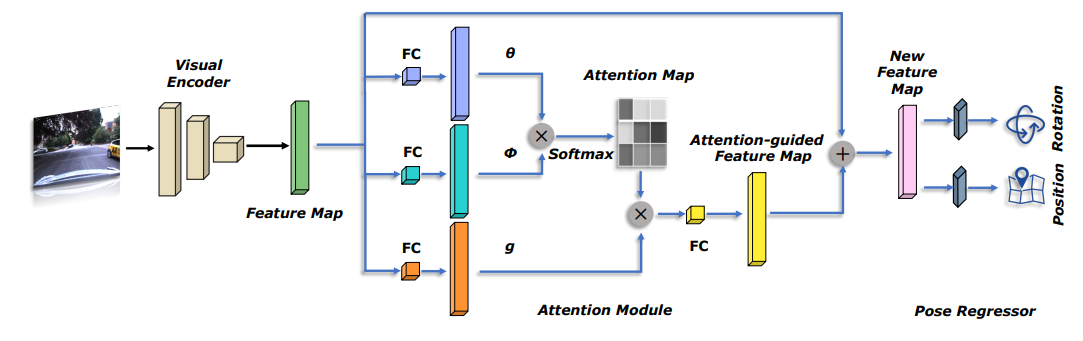 Visual
Encoder
Feature Map
FC
θ
FC
Φ
FC
g
Softmax
Attention Map
Attention-guided
Feature Map
FC
Attention Module
New
Feature
Map
Rotation
Position
Pose Regressor